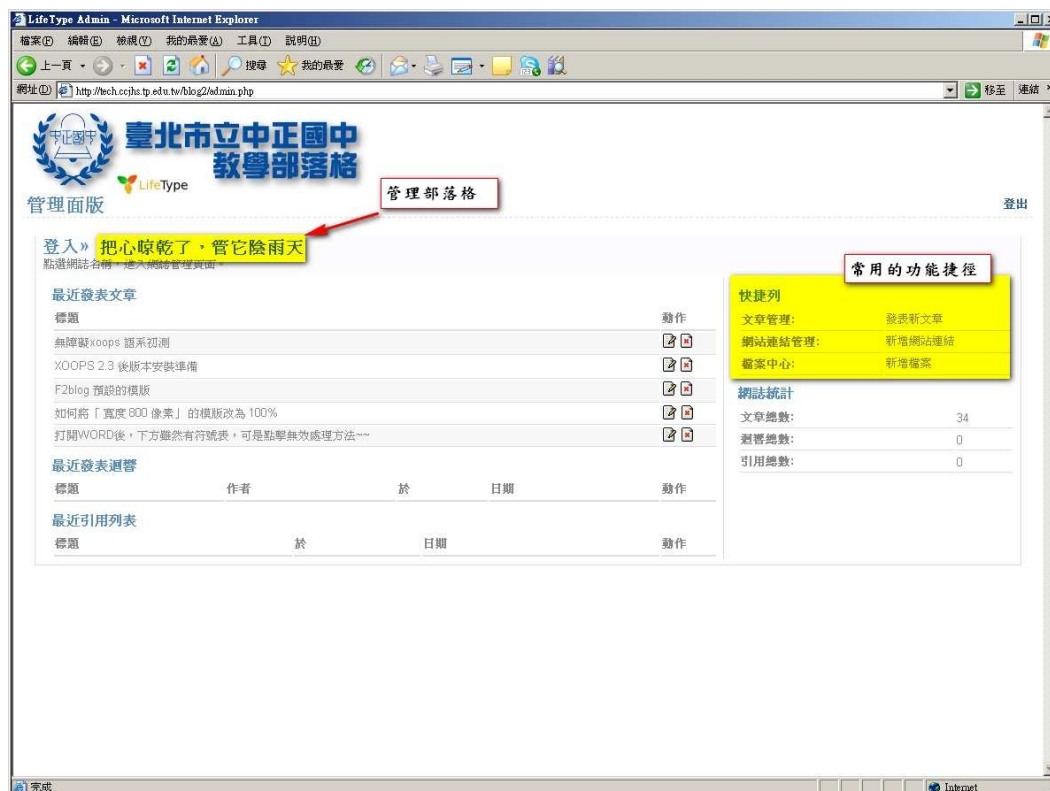 LifeType Admin - Microsoft Internet Explorer
檔案(F) 編輯(E) 檢視(V) 我的最愛(A) 工具(T) 說明(H)
上一頁 搜尋 我的最愛
網址(D) http://tech.ccjhs.tp.edu.tw/blog2/admin.php 移至 連結
中正國中
臺北市立中正國中
教學部落格
LifeType
管理部落格
管理面版 登出
登入» 把心晾乾了，管它陰雨天
點選網誌名稱，進入網誌管理頁面。
常用的功能捷徑
最近發表文章
標題 動作
無障礙xoops 語系初測
XOOPS 2.3 後版本安裝準備
F2blog 預設的模版
如何將「寬度 800 像素」的模版改為 100%
打開WORD後，下方雖然有符號表，可是點擊無效處理方法~~
最近發表迴響
標題 作者 於 日期 動作
最近引用列表
標題 於 日期 動作
快捷列
文章管理: 發表新文章
網站連結管理: 新增網站連結
檔案中心: 新增檔案
網誌統計
文章總數: 34
迴響總數: 0
引用總數: 0
完成 Internet